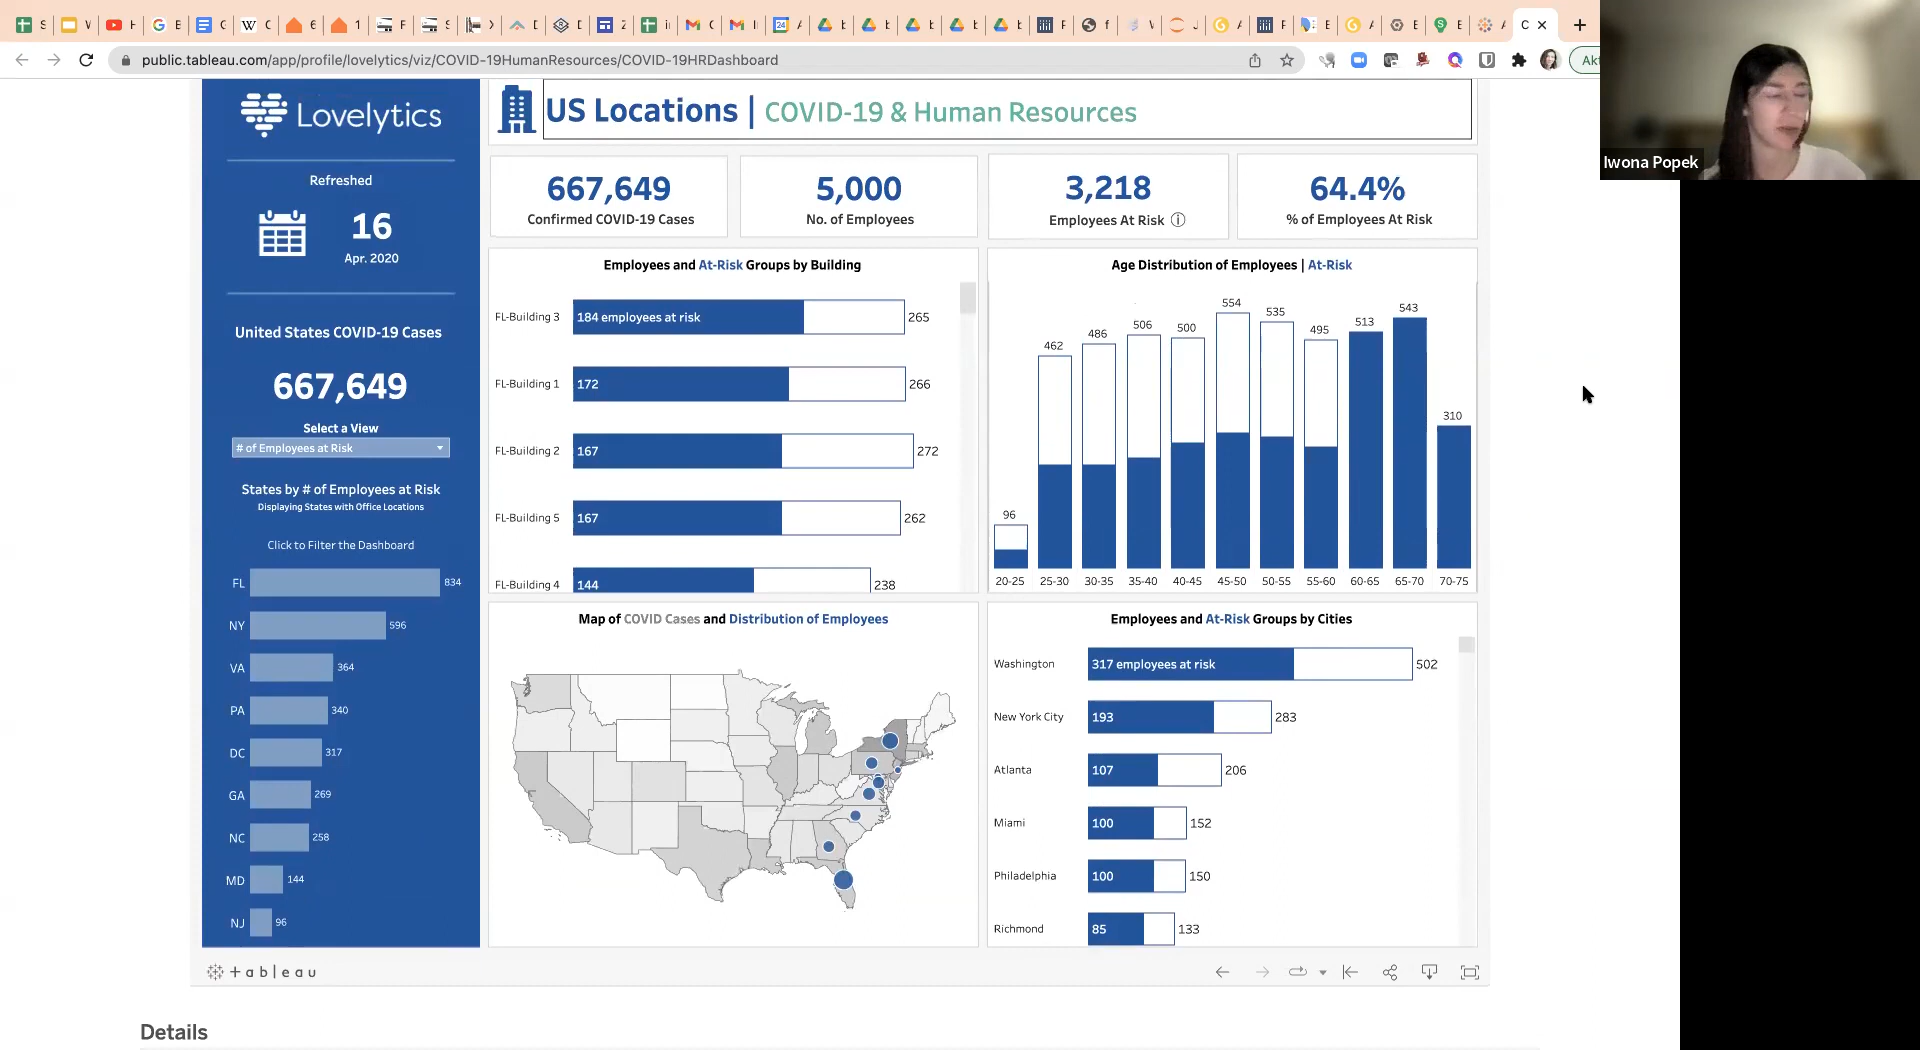 S
V
F
E
G
C
6
1
F
S
X
D
D
Z
ii
C
I
24
A
k
k
k
k
k
F
f
V
J
A
F
E
A
E
E
A
C
public.tableau.com/app/profile/lovelytics/viz/COVID-19HumanResources/COVID-19HRDashboard
Akt
Iwona Popek
Lovelytics
Refreshed
16
Apr. 2020
United States COVID-19 Cases
667,649
Select a View
# of Employees at Risk
States by # of Employees at Risk
Displaying States with Office Locations
Click to Filter the Dashboard
FL 834
NY 596
VA 364
PA 340
DC 317
GA 269
NC 258
MD 144
NJ 96
US Locations | COVID-19 & Human Resources
667,649
Confirmed COVID-19 Cases
5,000
No. of Employees
3,218
Employees At Risk
64.4%
% of Employees At Risk
Employees and At-Risk Groups by Building
FL-Building 3 184 employees at risk 265
FL-Building 1 172 266
FL-Building 2 167 272
FL-Building 5 167 262
FL-Building 4 144 238
Age Distribution of Employees | At-Risk
96 462 486 506 500 554 535 495 513 543 310
20-25 25-30 30-35 35-40 40-45 45-50 50-55 55-60 60-65 65-70 70-75
Map of COVID Cases and Distribution of Employees
Employees and At-Risk Groups by Cities
Washington 317 employees at risk 502
New York City 193 283
Atlanta 107 206
Miami 100 152
Philadelphia 100 150
Richmond 85 133
+ a b l e a u
Details